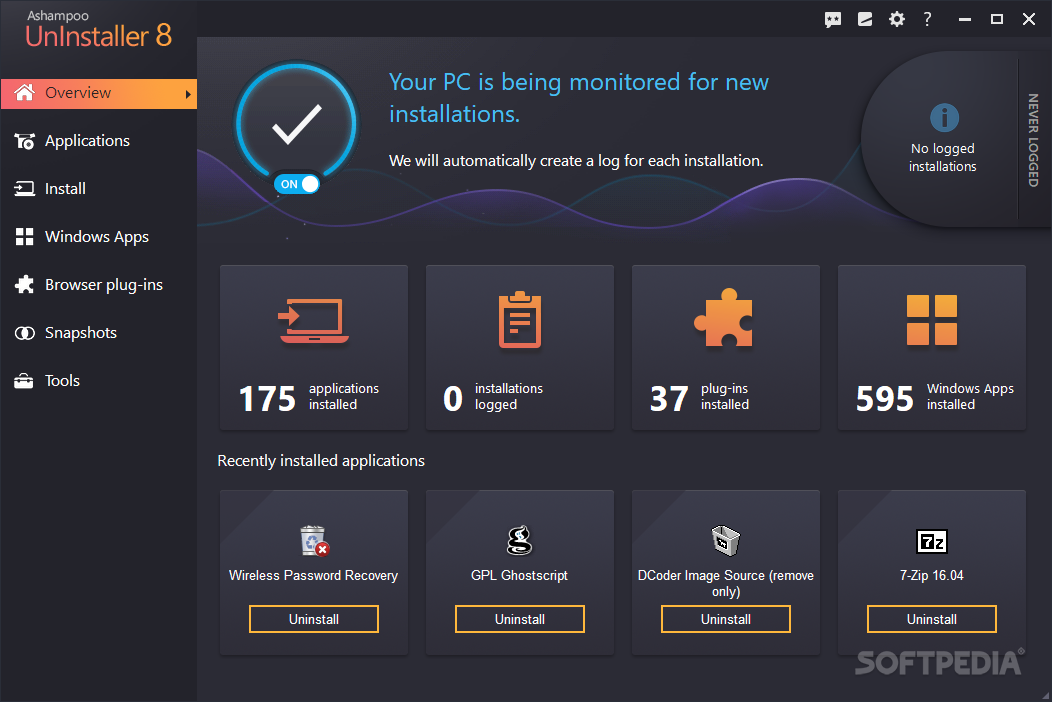 Ashampoo
UnInstaller 8
Overview
Applications
Install
Windows Apps
Browser plug-ins
Snapshots
Tools
?
Your PC is being monitored for new
installations.
We will automatically create a log for each installation.
ON
No logged
installations
NEVER LOGGED
175 applications
installed
0 installations
logged
37 plug-ins
installed
595 Windows Apps
installed
Recently installed applications
Wireless Password Recovery
Uninstall
GPL Ghostscript
Uninstall
DCoder Image Source (remove
only)
Uninstall
7z
7-Zip 16.04
Uninstall
SOFTPEDIA®